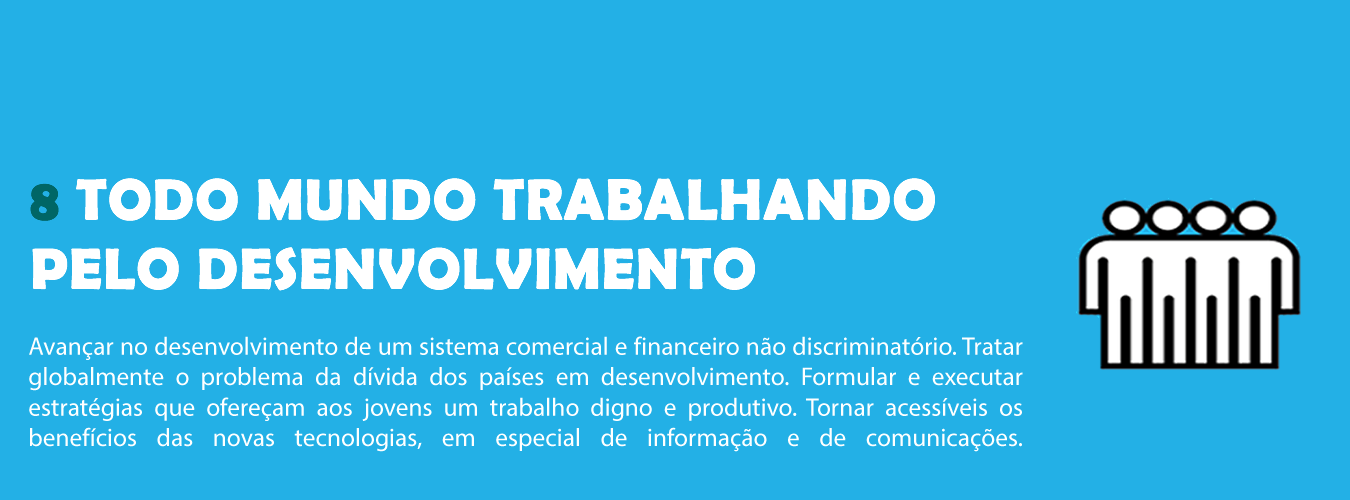 8 TODO MUNDO TRABALHANDO
PELO DESENVOLVIMENTO
Avançar no desenvolvimento de um sistema comercial e financeiro não discriminatório. Tratar
globalmente o problema da dívida dos países em desenvolvimento. Formular e executar
estratégias que ofereçam aos jovens um trabalho digno e produtivo. Tornar acessíveis os
benefícios das novas tecnologias, em especial de informação e de comunicações.